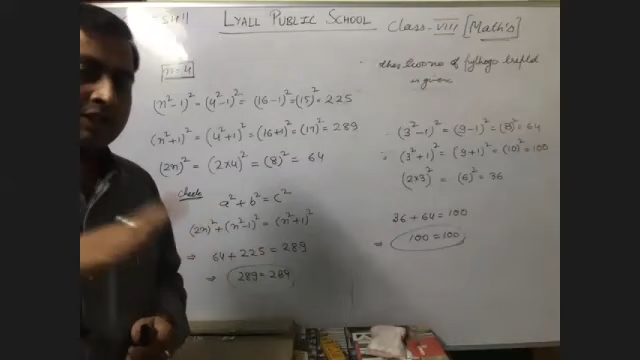 LYALL PUBLIC SCHOOL
Class - VIII [Math's]
n = 4
(n²-1)² = (4²-1)² = (16-1)² = (15)² = 225
(n²+1)² = (4²+1)² = (16+1)² = (17)² = 289
(2n)² = (2×4)² = (8)² = 64
Check
a² + b² = c²
(2n)² + (n²-1)² = (n²+1)²
⇒ 64 + 225 = 289
⇒ 289 = 289
of
is given
(3²-1)² = (9-1)² = (8)² = 64
(3²+1)² = (9+1)² = (10)² = 100
(2×3)² = (6)² = 36
36 + 64 = 100
⇒ 100 = 100